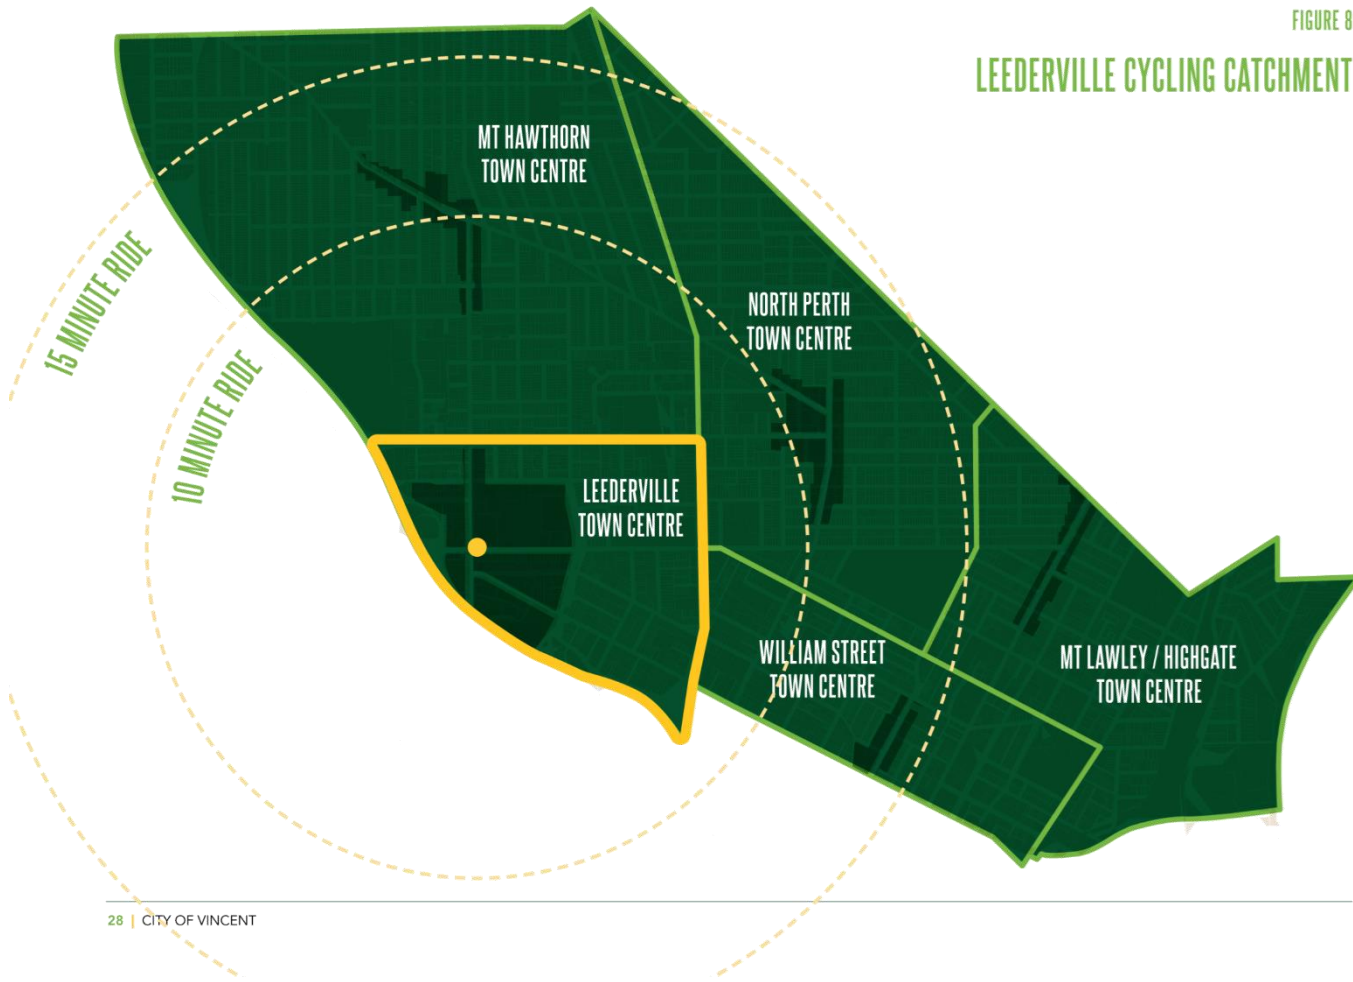 FIGURE 8
LEEDERVILLE CYCLING CATCHMENT
MT HAWTHORN
TOWN CENTRE
15 MINUTE RIDE
NORTH PERTH
TOWN CENTRE
10 MINUTE RIDE
LEEDERVILLE
TOWN CENTRE
WILLIAM STREET
TOWN CENTRE
MT LAWLEY / HIGHGATE
TOWN CENTRE
28 | CITY OF VINCENT